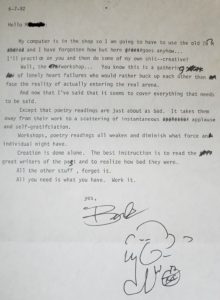 6-7-92
Hello
My computer is in the shop so I am going to have to use the old
and I have forgotten how but here goes anyhow...
I'll practice on you and then do some of my own shit--creative!
Well, the workshop... You know this is a gathering
of lonely heart failures who would rather buck up each other than
face the reality of actually entering the real arena.
And now that I've said that it seems to cover everything that needs
to be said.
Except that poetry readings are just about as bad. It takes them
away from their work to a scattering of instantaneous applause
and self-gratification.
Workshops, poetry readings all weaken and diminish what force an
individual might have.
Creation is done alone. The best instruction is to read the
great writers of the past and to realize how bad they were.
All the other stuff, forget it.
All you need is what you have. Work it.
yes,